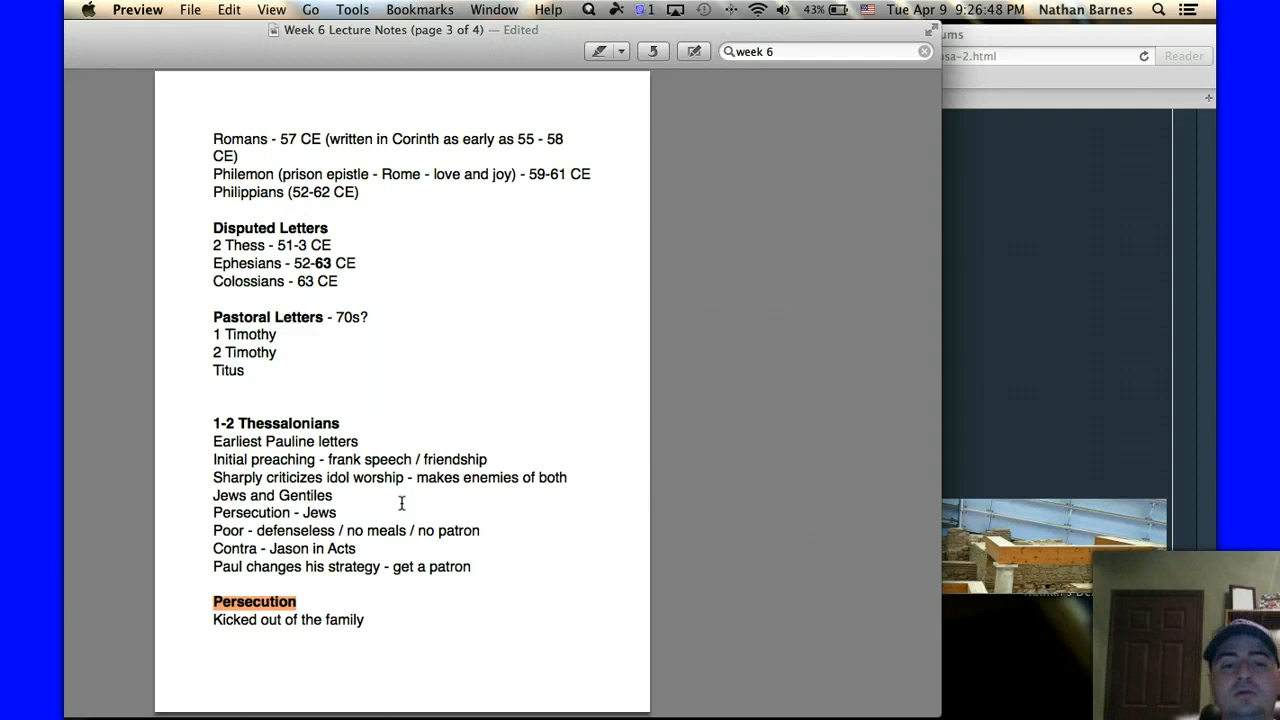 Preview File Edit View Go Tools Bookmarks Window Help 1 43% Tue Apr 9 9:26:48 PM Nathan Barnes
Week 6 Lecture Notes (page 3 of 4) — Edited
week 6
Reader
Romans - 57 CE (written in Corinth as early as 55 - 58
CE)
Philemon (prison epistle - Rome - love and joy) - 59-61 CE
Philippians (52-62 CE)
Disputed Letters
2 Thess - 51-3 CE
Ephesians - 52-63 CE
Colossians - 63 CE
Pastoral Letters - 70s?
1 Timothy
2 Timothy
Titus
1-2 Thessalonians
Earliest Pauline letters
Initial preaching - frank speech / friendship
Sharply criticizes idol worship - makes enemies of both
Jews and Gentiles
Persecution - Jews
Poor - defenseless / no meals / no patron
Contra - Jason in Acts
Paul changes his strategy - get a patron
Persecution
Kicked out of the family